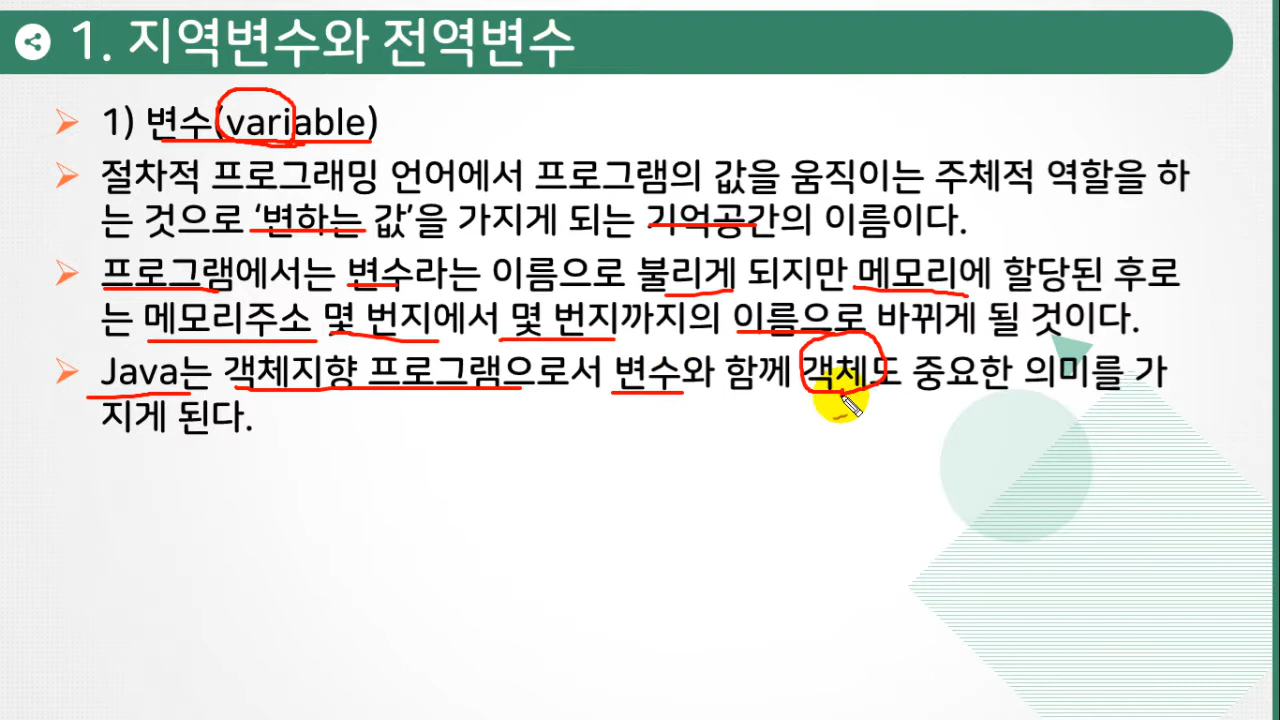 1. 지역변수와 전역변수
1) 변수(variable)
절차적 프로그래밍 언어에서 프로그램의 값을 움직이는 주체적 역할을 하
는 것으로 ‘변하는 값’을 가지게 되는 기억공간의 이름이다.
프로그램에서는 변수라는 이름으로 불리게 되지만 메모리에 할당된 후로
는 메모리주소 몇 번지에서 몇 번지까지의 이름으로 바뀌게 될 것이다.
Java는 객체지향 프로그램으로서 변수와 함께 객체도 중요한 의미를 가
지게 된다.